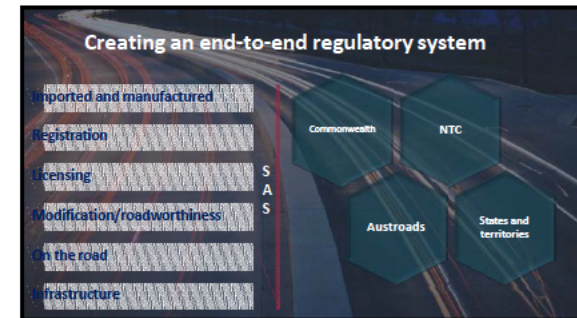 Creating an end-to-end regulatory system
Imported and manufactured
Registration
Licensing
Modification/roadworthiness
On the road
Infrastructure
S
A
S
Commonwealth
NTC
Austroads
States and
territories